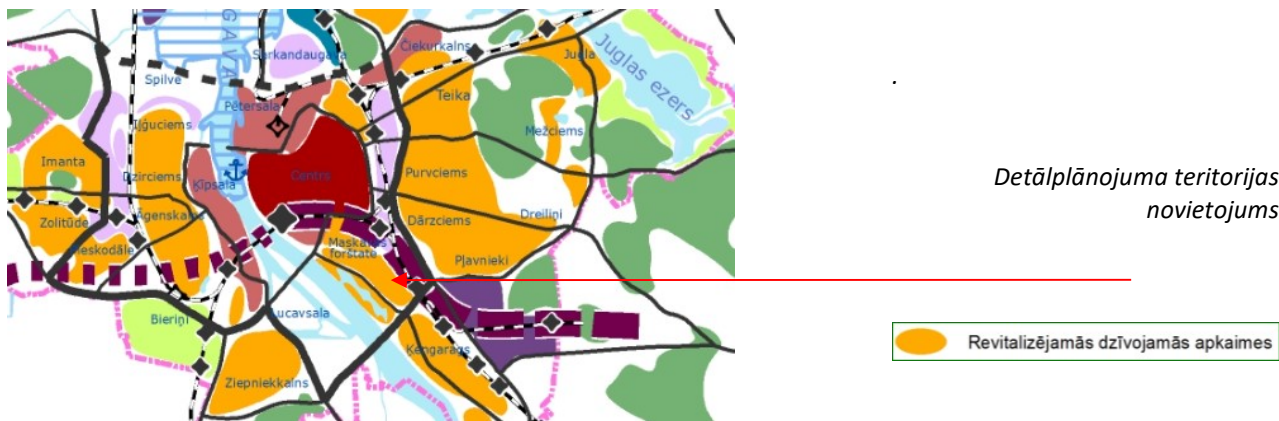 GAVA
Sarkandaugava
Čiekurkalns
Jugla
Juglas ezers
Spilve
Pētersala
Teika
Iļģuciems
Mežciems
Imanta
Dzirciems
Ķīpsala
Centrs
Purvciems
Zolitūde
Āgenskalns
Dārzciems
Dreiliņi
Maskavas
forštate
Pļavnieki
Bieriņi
Lucavsala
Ķengarags
Ziepniekkalns
.
Detālplānojuma teritorijas
novietojums
Revitalizējamās dzīvojamās apkaimes